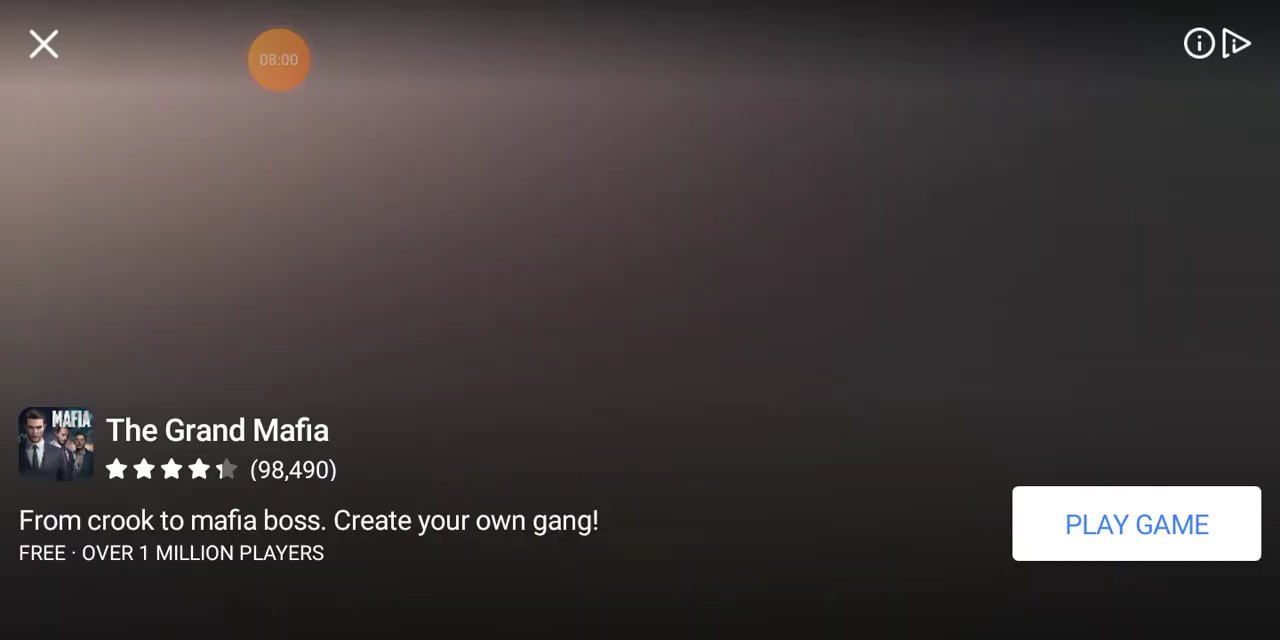 08:00
MAFIA
The Grand Mafia
(98,490)
From crook to mafia boss. Create your own gang!
FREE · OVER 1 MILLION PLAYERS
PLAY GAME